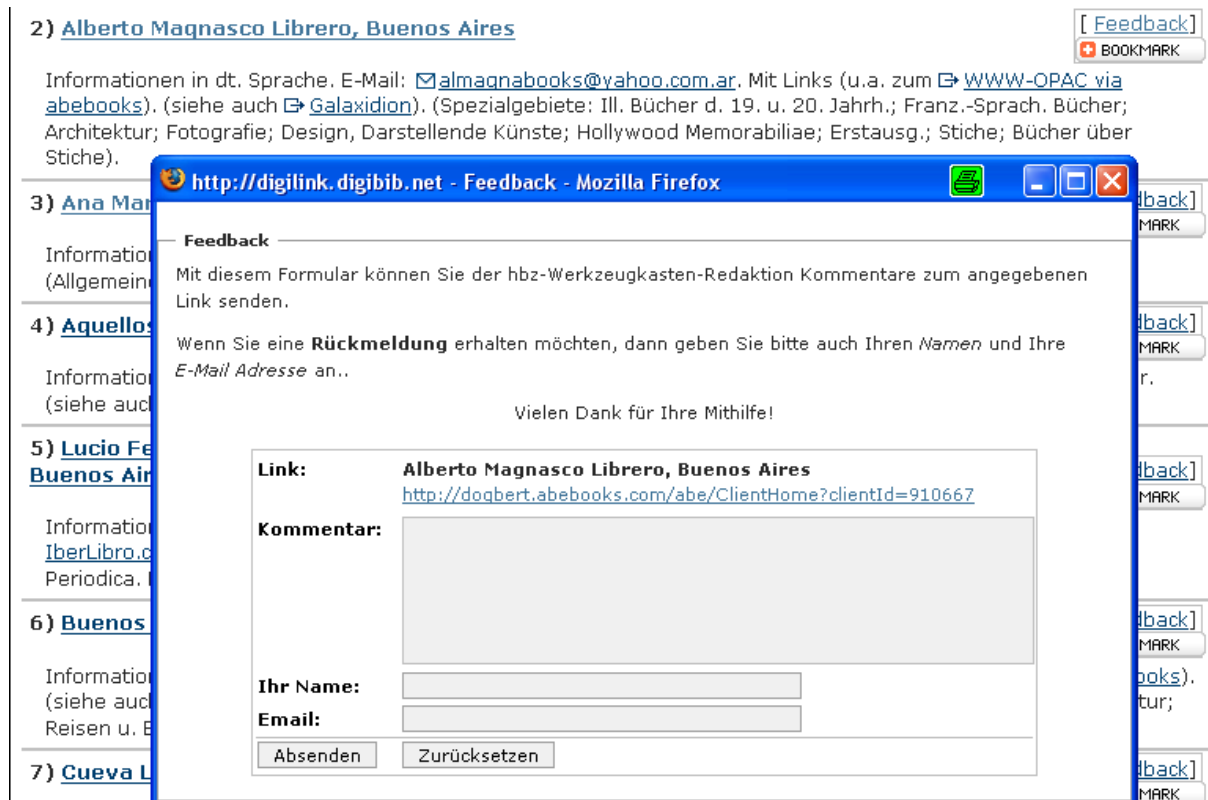 2) Alberto Magnasco Librero, Buenos Aires
[ Feedback]
BOOKMARK
Informationen in dt. Sprache. E-Mail: almagnabooks@yahoo.com.ar. Mit Links (u.a. zum WWW-OPAC via
abebooks). (siehe auch Galaxidion). (Spezialgebiete: Ill. Bücher d. 19. u. 20. Jahrh.; Franz.-Sprach. Bücher;
Architektur; Fotografie; Design, Darstellende Künste; Hollywood Memorabiliae; Erstausg.; Stiche; Bücher über
Stiche).
http://digilink.digibib.net - Feedback - Mozilla Firefox
Feedback
Mit diesem Formular können Sie der hbz-Werkzeugkasten-Redaktion Kommentare zum angegebenen
Link senden.
Wenn Sie eine Rückmeldung erhalten möchten, dann geben Sie bitte auch Ihren Namen und Ihre
E-Mail Adresse an..
Vielen Dank für Ihre Mithilfe!
Link: Alberto Magnasco Librero, Buenos Aires
http://dogbert.abebooks.com/abe/ClientHome?clientId=910667
Kommentar:
Ihr Name:
Email:
Absenden Zurücksetzen
3) Ana Mar
dback]
MARK
Information
(Allgemein
4) Aquellos
dback]
MARK
Information
r.
(siehe auch
5) Lucio Fe
Buenos Air
dback]
MARK
Information
IberLibro.c
Periodica.
6) Buenos
dback]
MARK
Information
ooks).
(siehe auch
tur;
Reisen u.
7) Cueva L
dback]
MARK